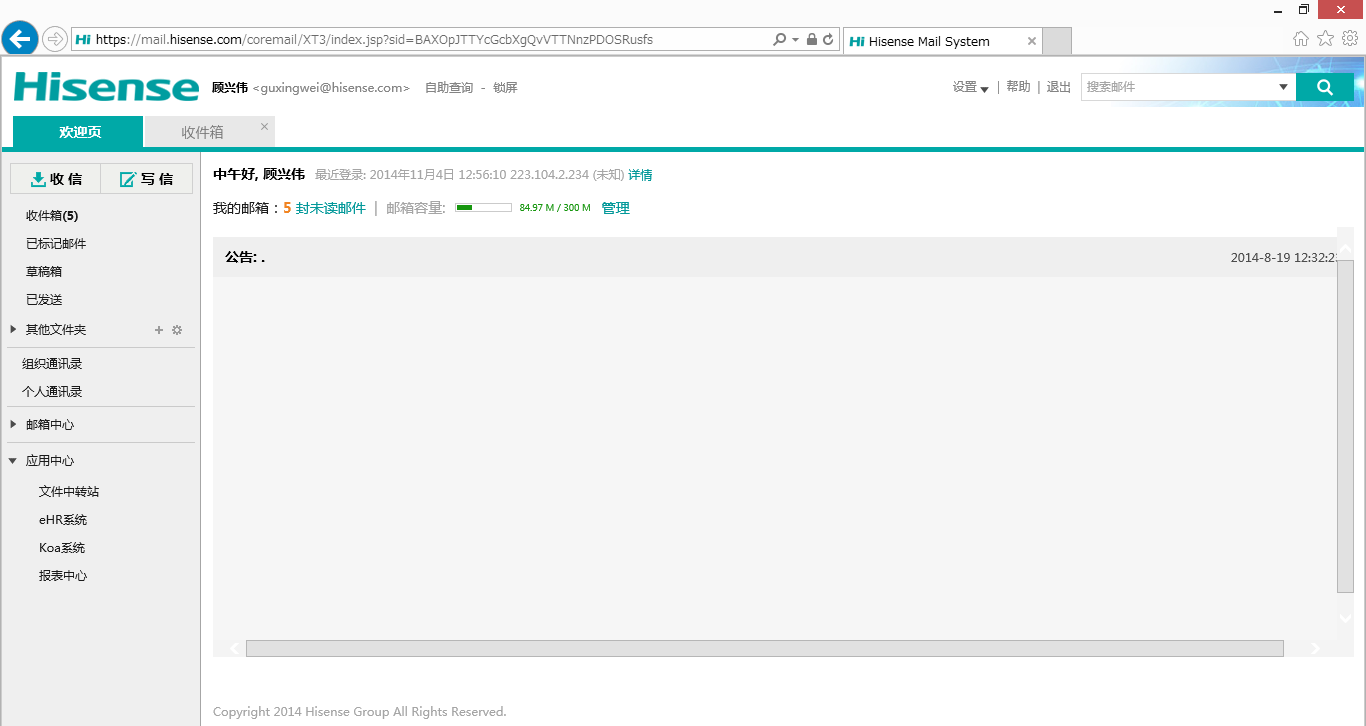 Hi https://mail.hisense.com/coremail/XT3/index.jsp?sid=BAXOpJTTYcGcbXgQvVTTNnzPDOSRusfs
Hi Hisense Mail System
Hisense 顾兴伟 <guxingwei@hisense.com> 自助查询 - 锁屏
设置 | 帮助 | 退出 搜索邮件
欢迎页 收件箱
收 信 写 信
收件箱(5)
已标记邮件
草稿箱
已发送
其他文件夹
组织通讯录
个人通讯录
邮箱中心
应用中心
文件中转站
eHR系统
Koa系统
报表中心
中午好, 顾兴伟 最近登录: 2014年11月4日 12:56:10 223.104.2.234 (未知) 详情
我的邮箱：5 封未读邮件 | 邮箱容量: 84.97 M / 300 M 管理
公告: . 2014-8-19 12:32:23
Copyright 2014 Hisense Group All Rights Reserved.